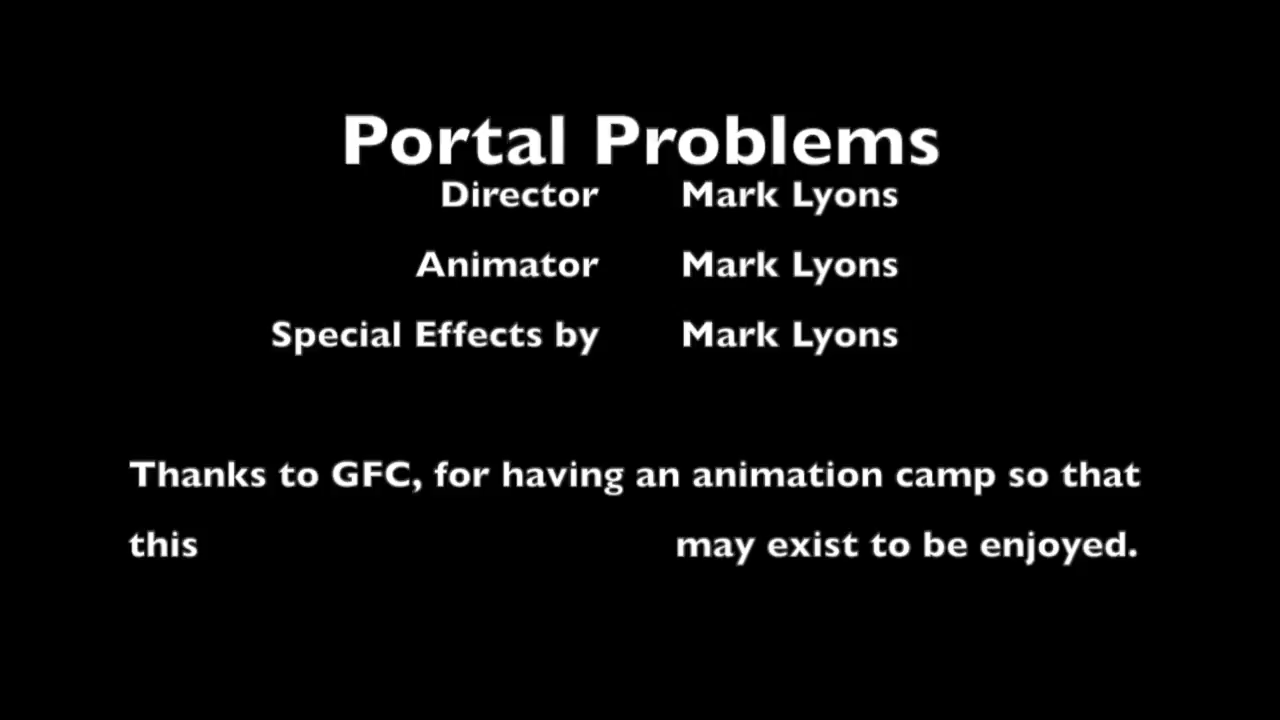 Portal Problems
Director Mark Lyons
Animator Mark Lyons
Special Effects by Mark Lyons
Thanks to GFC, for having an animation camp so that
this may exist to be enjoyed.